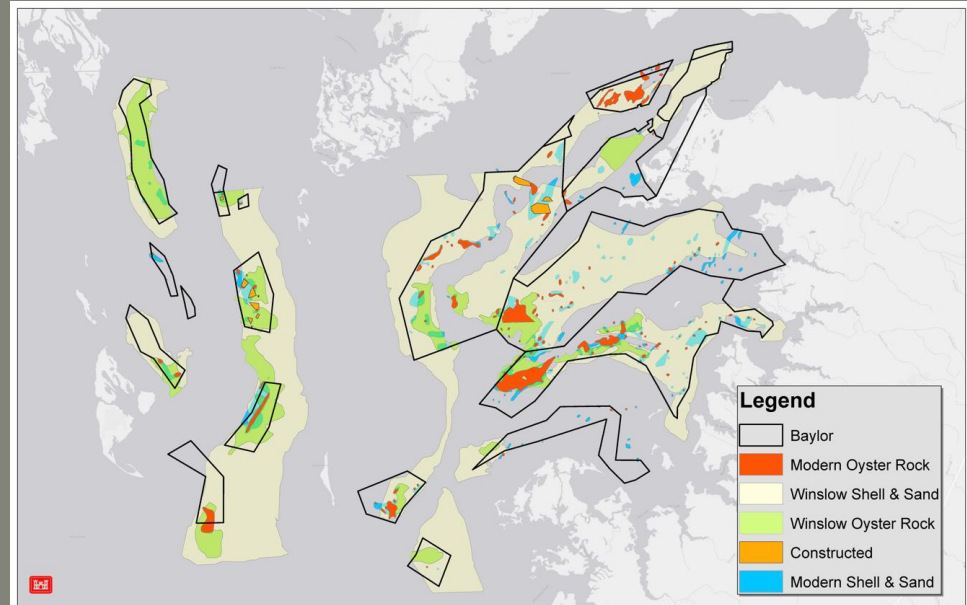 Legend
Baylor
Modern Oyster Rock
Winslow Shell & Sand
Winslow Oyster Rock
Constructed
Modern Shell & Sand